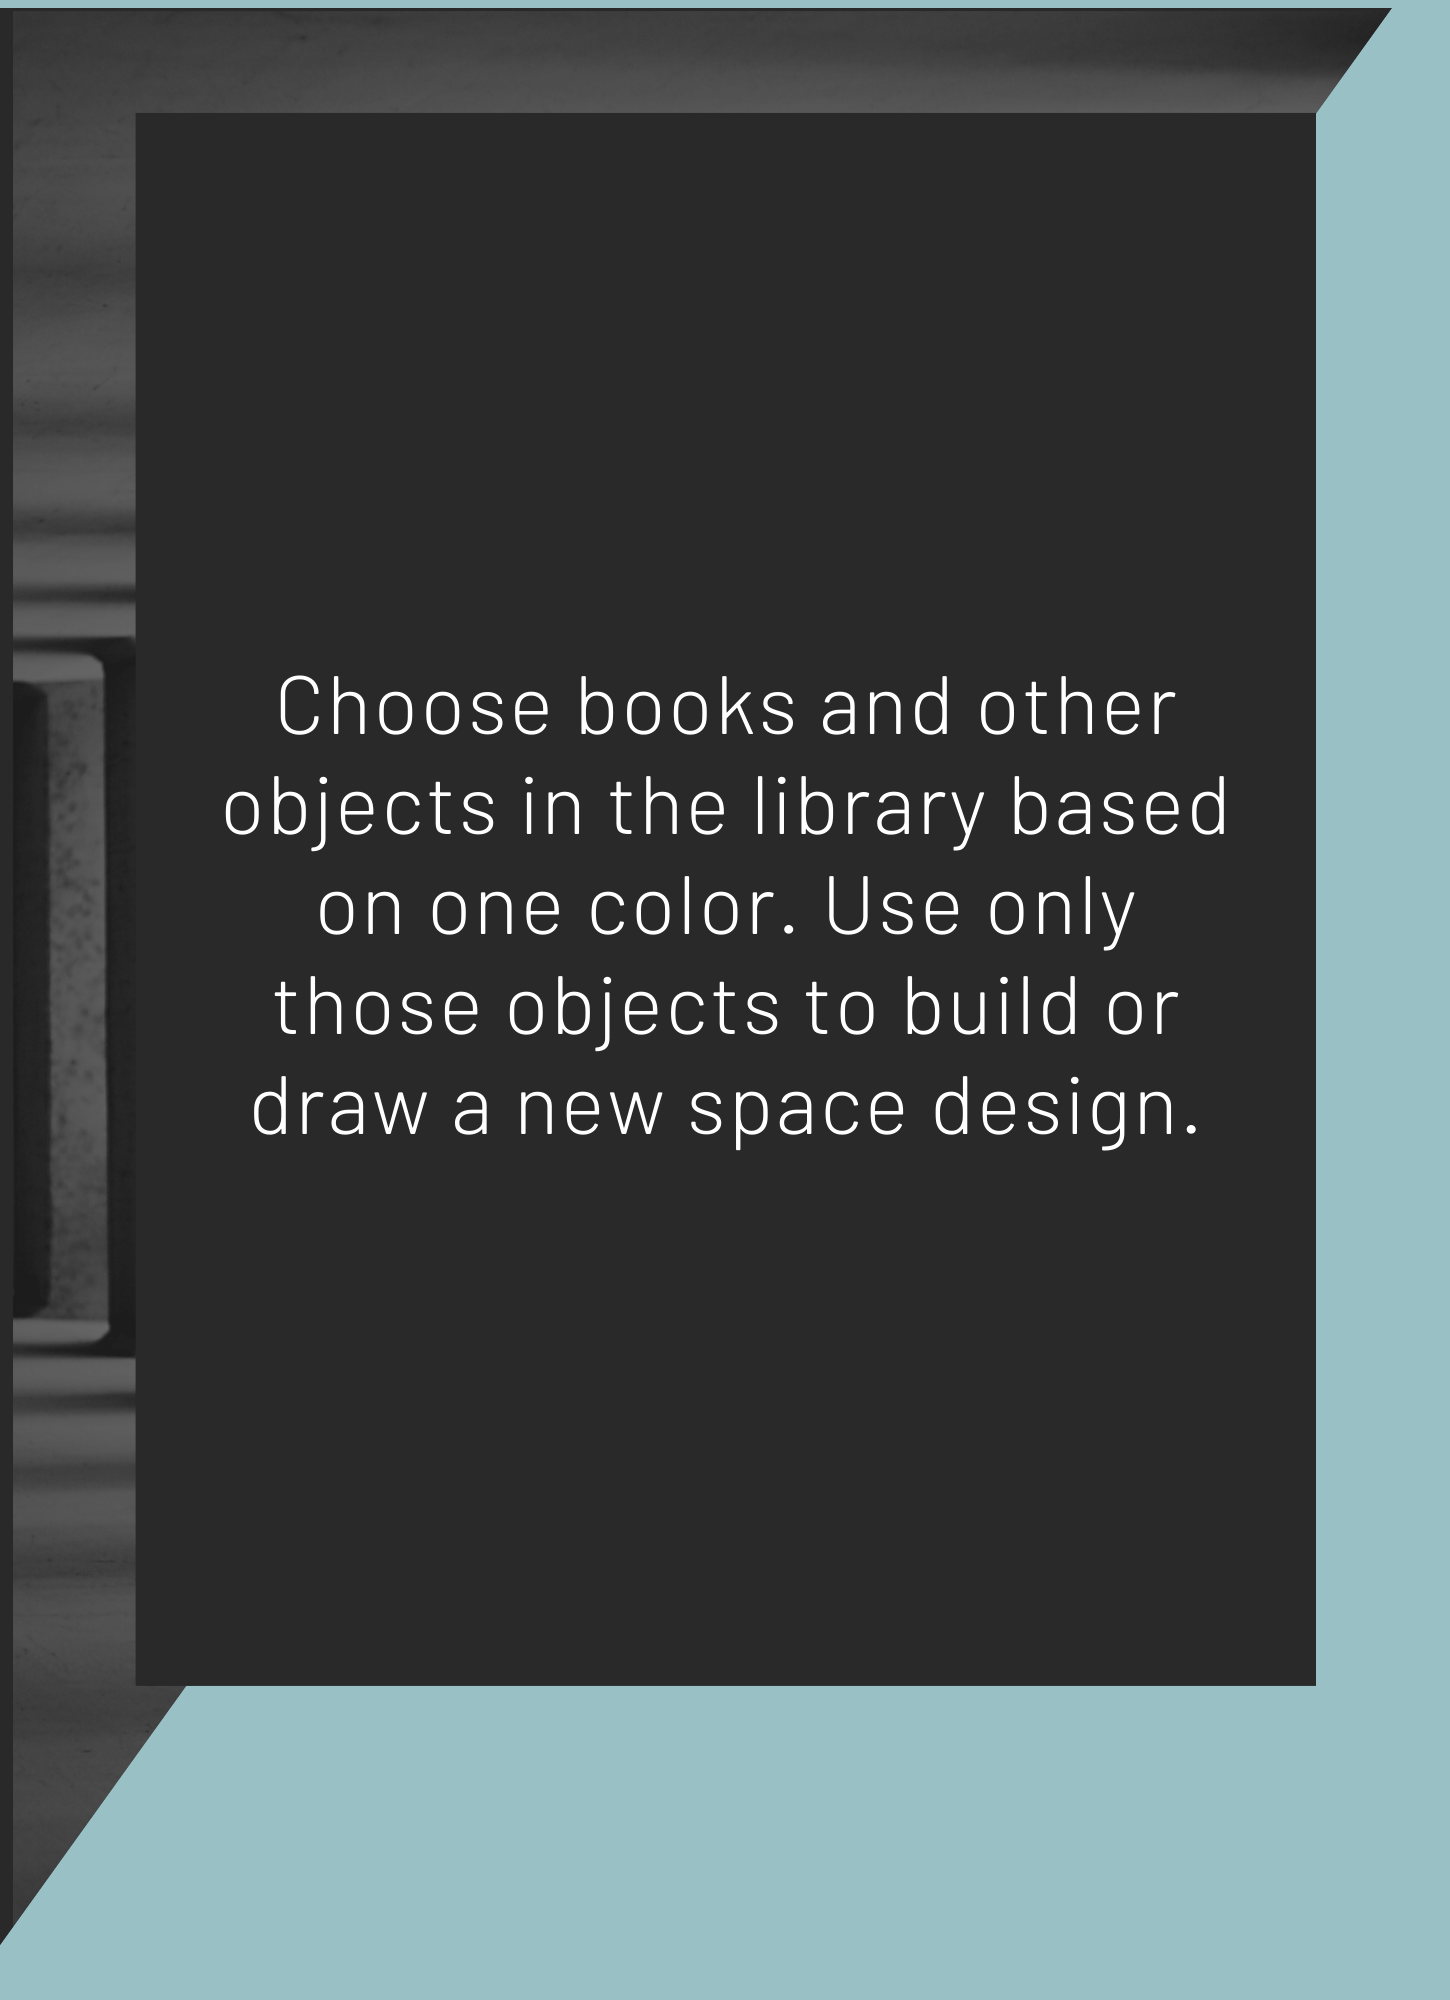 Choose books and other
objects in the library based
on one color. Use only
those objects to build or
draw a new space design.